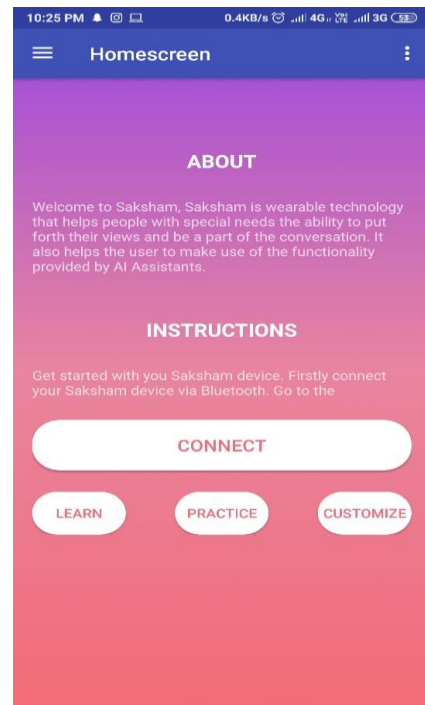 10:25 PM 0.4KB/s 4G VoLTE 3G 53
Homescreen
ABOUT
Welcome to Saksham, Saksham is wearable technology
that helps people with special needs the ability to put
forth their views and be a part of the conversation. It
also helps the user to make use of the functionality
provided by AI Assistants.
INSTRUCTIONS
Get started with you Saksham device. Firstly connect
your Saksham device via Bluetooth. Go to the
CONNECT
LEARN PRACTICE CUSTOMIZE